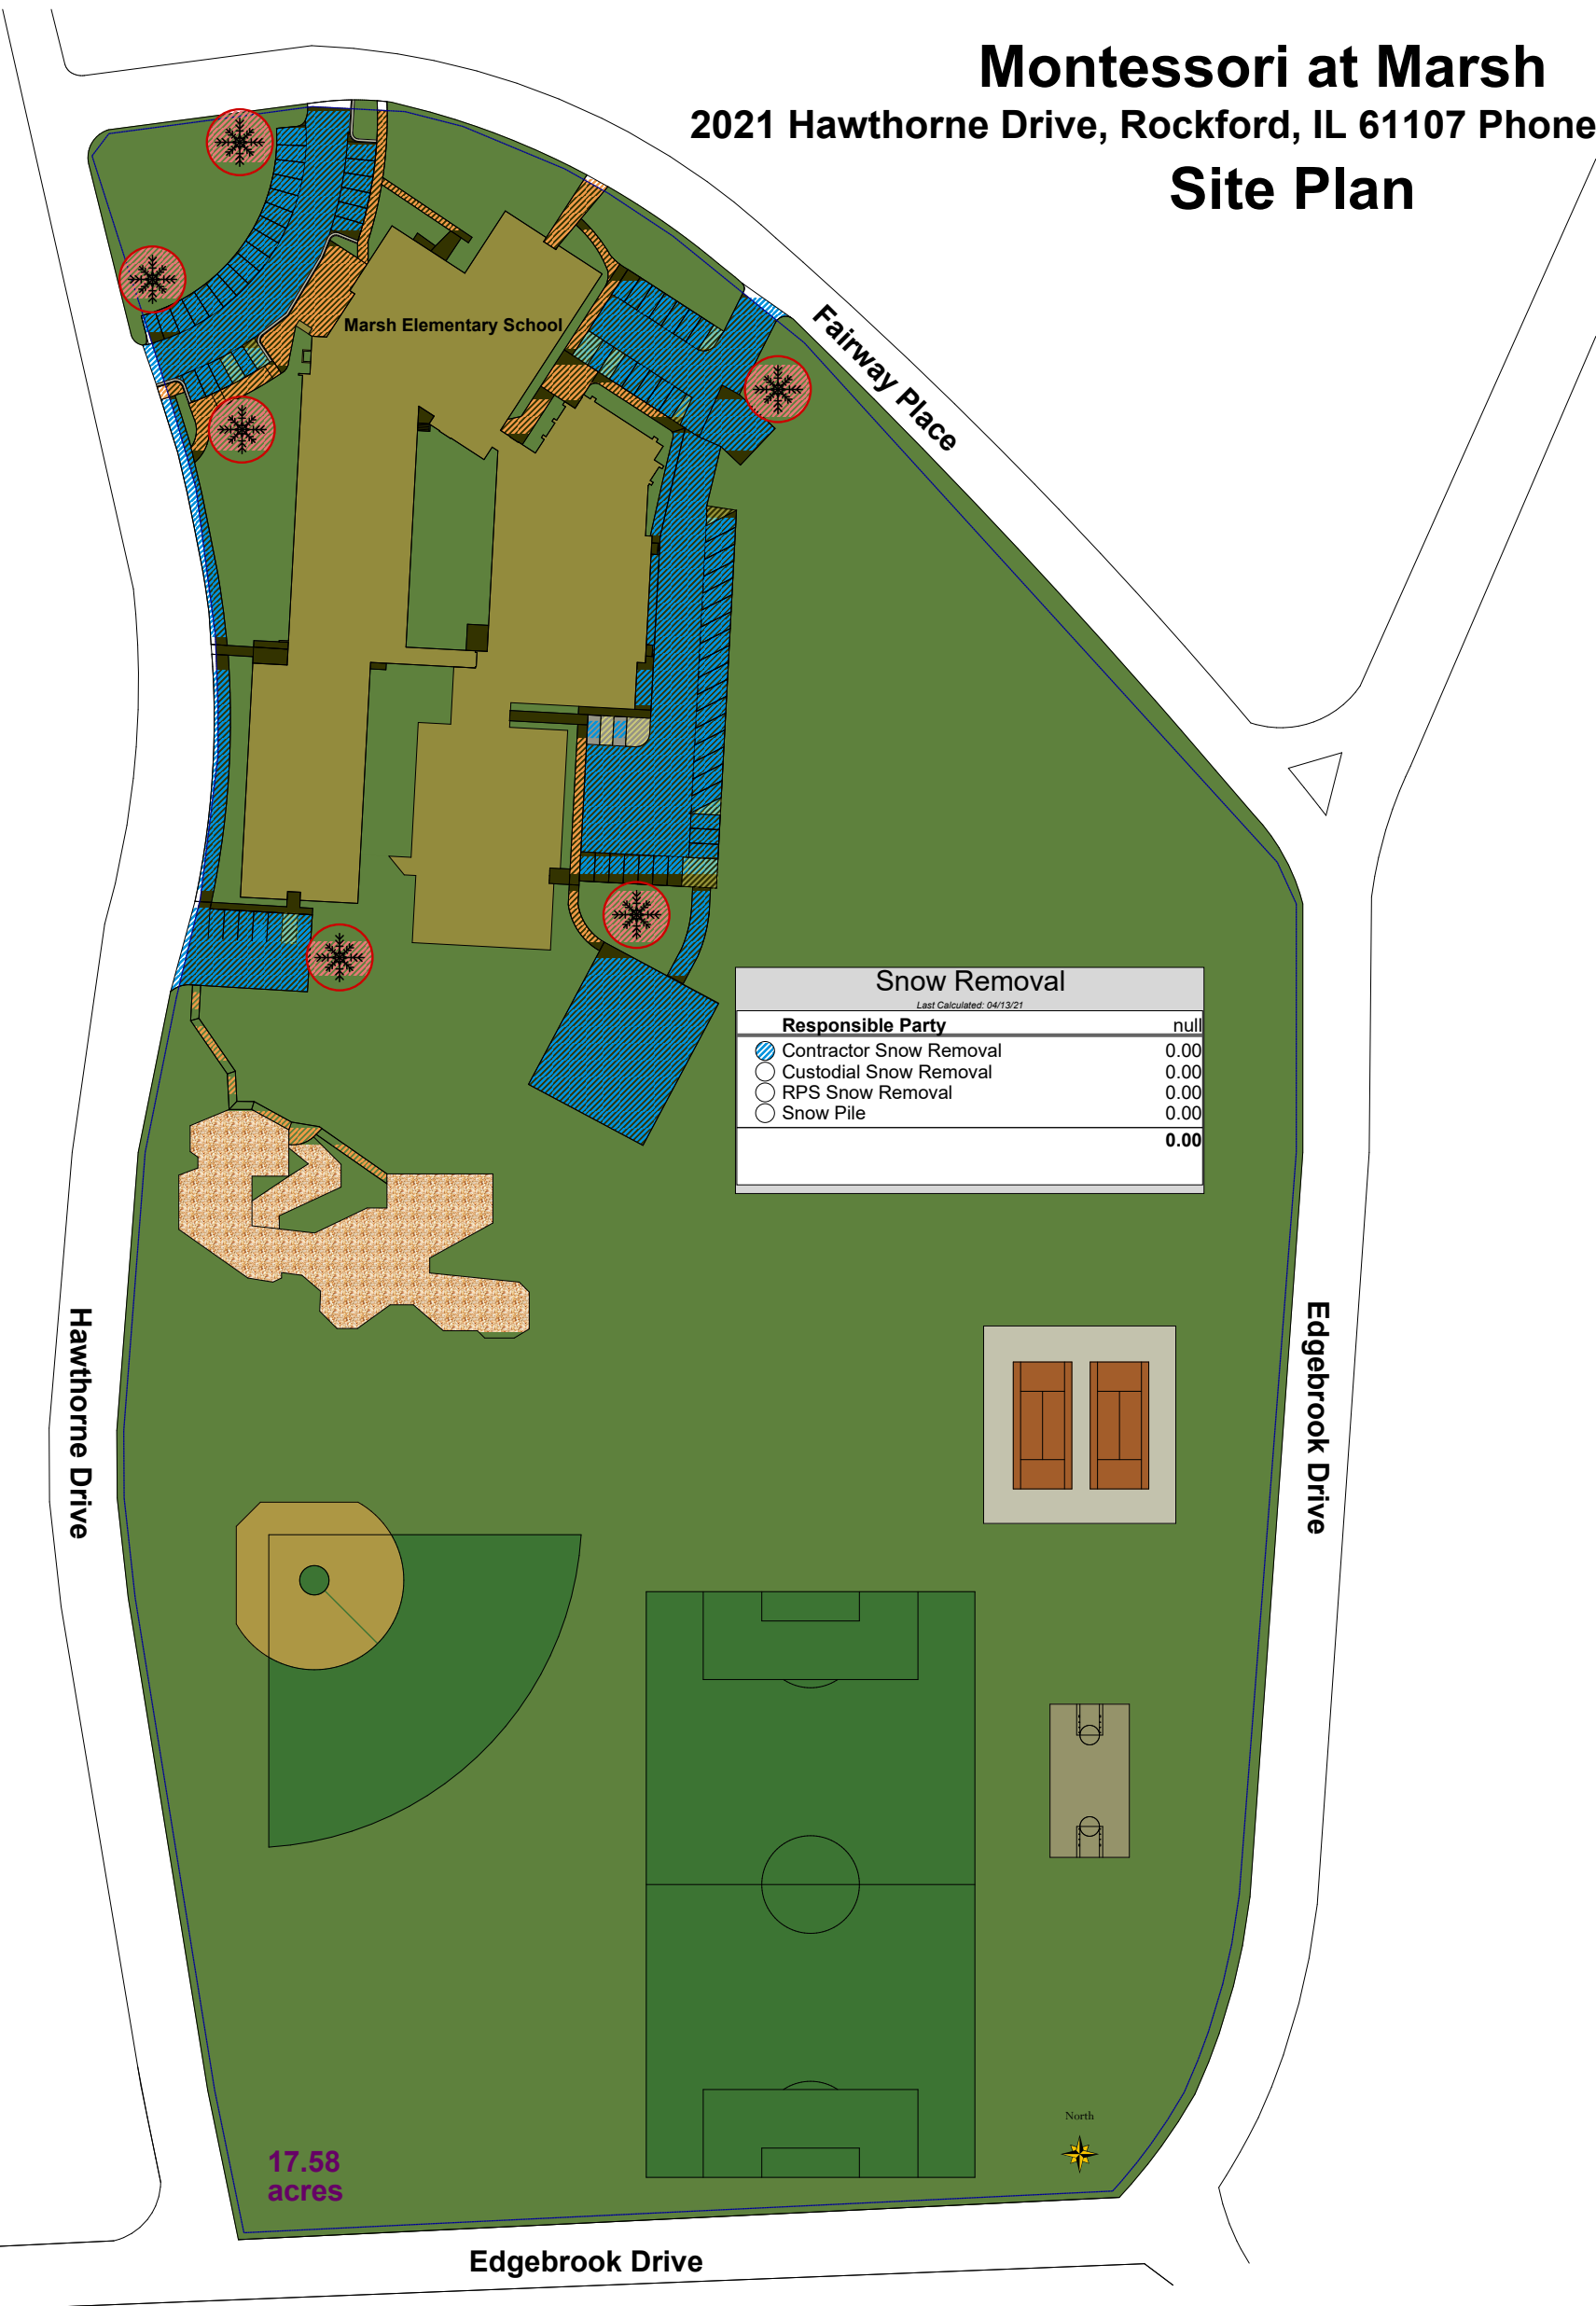 Montessori at Marsh
2021 Hawthorne Drive, Rockford, IL 61107 Phone
Site Plan
Marsh Elementary School
Fairway Place
Snow Removal
Last Calculated: 04/13/21
Responsible Party null
Contractor Snow Removal 0.00
Custodial Snow Removal 0.00
RPS Snow Removal 0.00
Snow Pile 0.00
0.00
Hawthorne Drive
Edgebrook Drive
North
17.58
acres
Edgebrook Drive